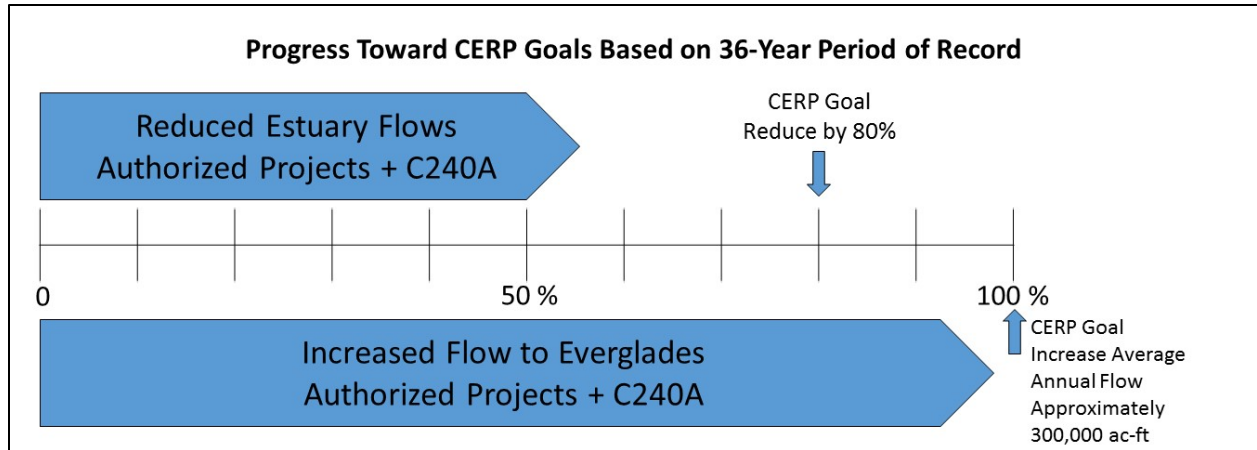 Progress Toward CERP Goals Based on 36-Year Period of Record
Reduced Estuary Flows
Authorized Projects + C240A
CERP Goal
Reduce by 80%
0
50 %
100 %
Increased Flow to Everglades
Authorized Projects + C240A
CERP Goal
Increase Average
Annual Flow
Approximately
300,000 ac-ft